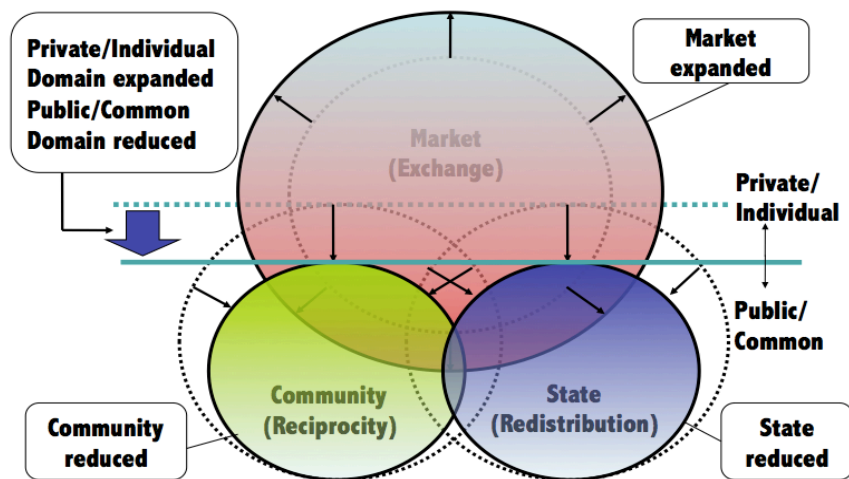 Private/Individual
Domain expanded
Public/Common
Domain reduced
Market
expanded
Market
(Exchange)
Private/
Individual
Public/
Common
Community
(Reciprocity)
State
(Redistribution)
Community
reduced
State
reduced